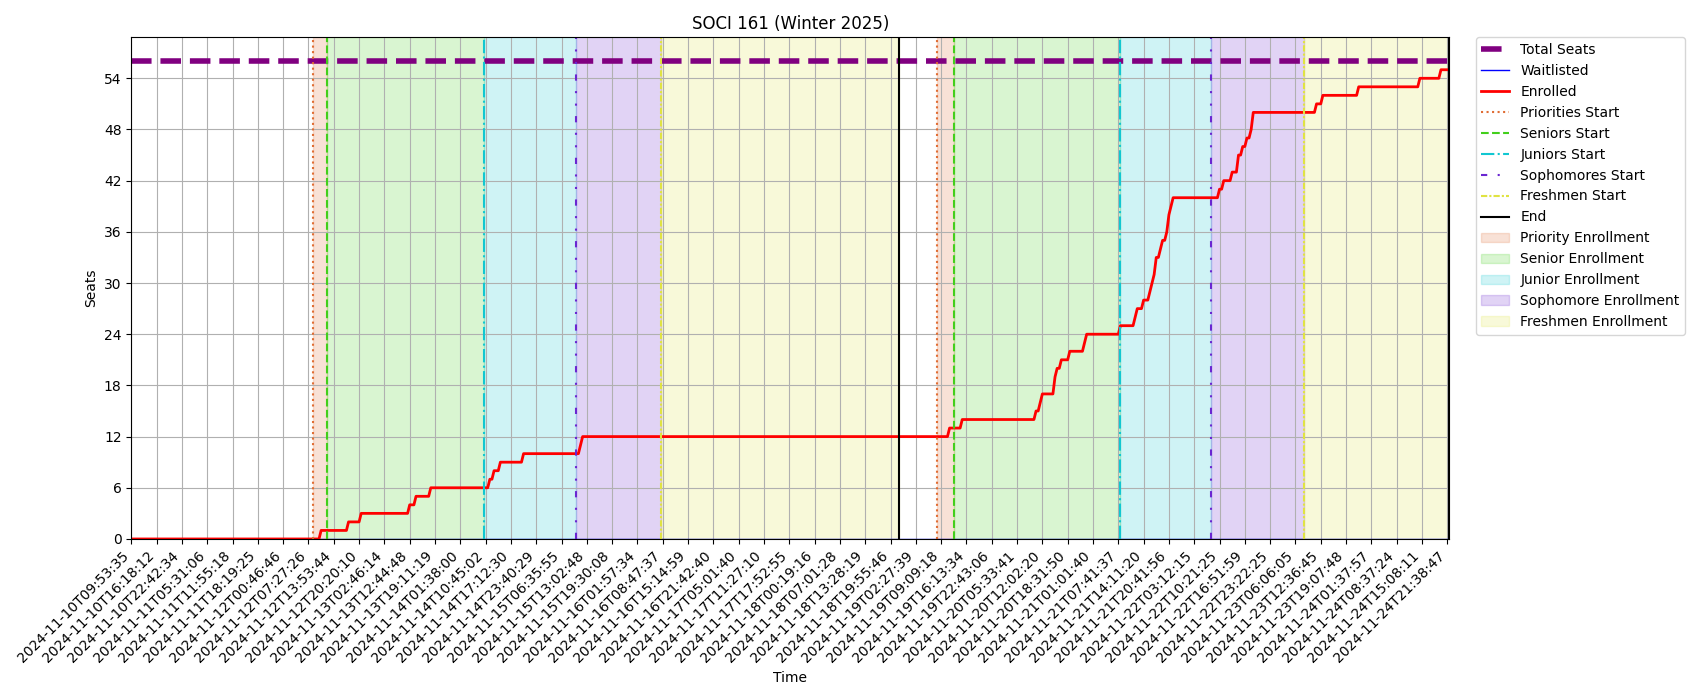 SOCI 161 (Winter 2025)
Seats
54
48
42
36
30
24
18
12
6
0
2024-11-10T09:53:35
2024-11-10T16:18:12
2024-11-10T22:42:34
2024-11-11T05:31:06
2024-11-11T11:55:18
2024-11-11T18:19:25
2024-11-12T00:46:46
2024-11-12T07:27:26
2024-11-12T13:53:44
2024-11-12T20:20:10
2024-11-13T02:46:14
2024-11-13T12:44:48
2024-11-13T19:11:19
2024-11-14T01:38:00
2024-11-14T10:45:02
2024-11-14T17:12:30
2024-11-14T23:40:29
2024-11-15T06:35:55
2024-11-15T13:02:48
2024-11-15T19:30:08
2024-11-16T01:57:34
2024-11-16T08:47:37
2024-11-16T15:14:59
2024-11-16T21:42:40
2024-11-17T05:01:40
2024-11-17T11:27:10
2024-11-17T17:52:55
2024-11-18T00:19:16
2024-11-18T07:01:28
2024-11-18T13:28:19
2024-11-18T19:55:46
2024-11-19T02:27:39
2024-11-19T09:09:18
2024-11-19T16:13:34
2024-11-19T22:43:06
2024-11-20T05:33:41
2024-11-20T12:02:20
2024-11-20T18:31:50
2024-11-21T01:01:40
2024-11-21T07:41:37
2024-11-21T14:11:20
2024-11-21T20:41:56
2024-11-22T03:12:15
2024-11-22T10:21:25
2024-11-22T16:51:59
2024-11-22T23:22:25
2024-11-23T06:06:05
2024-11-23T12:36:45
2024-11-23T19:07:48
2024-11-24T01:37:57
2024-11-24T08:37:24
2024-11-24T15:08:11
2024-11-24T21:38:47
Time
Total Seats
Waitlisted
Enrolled
Priorities Start
Seniors Start
Juniors Start
Sophomores Start
Freshmen Start
End
Priority Enrollment
Senior Enrollment
Junior Enrollment
Sophomore Enrollment
Freshmen Enrollment